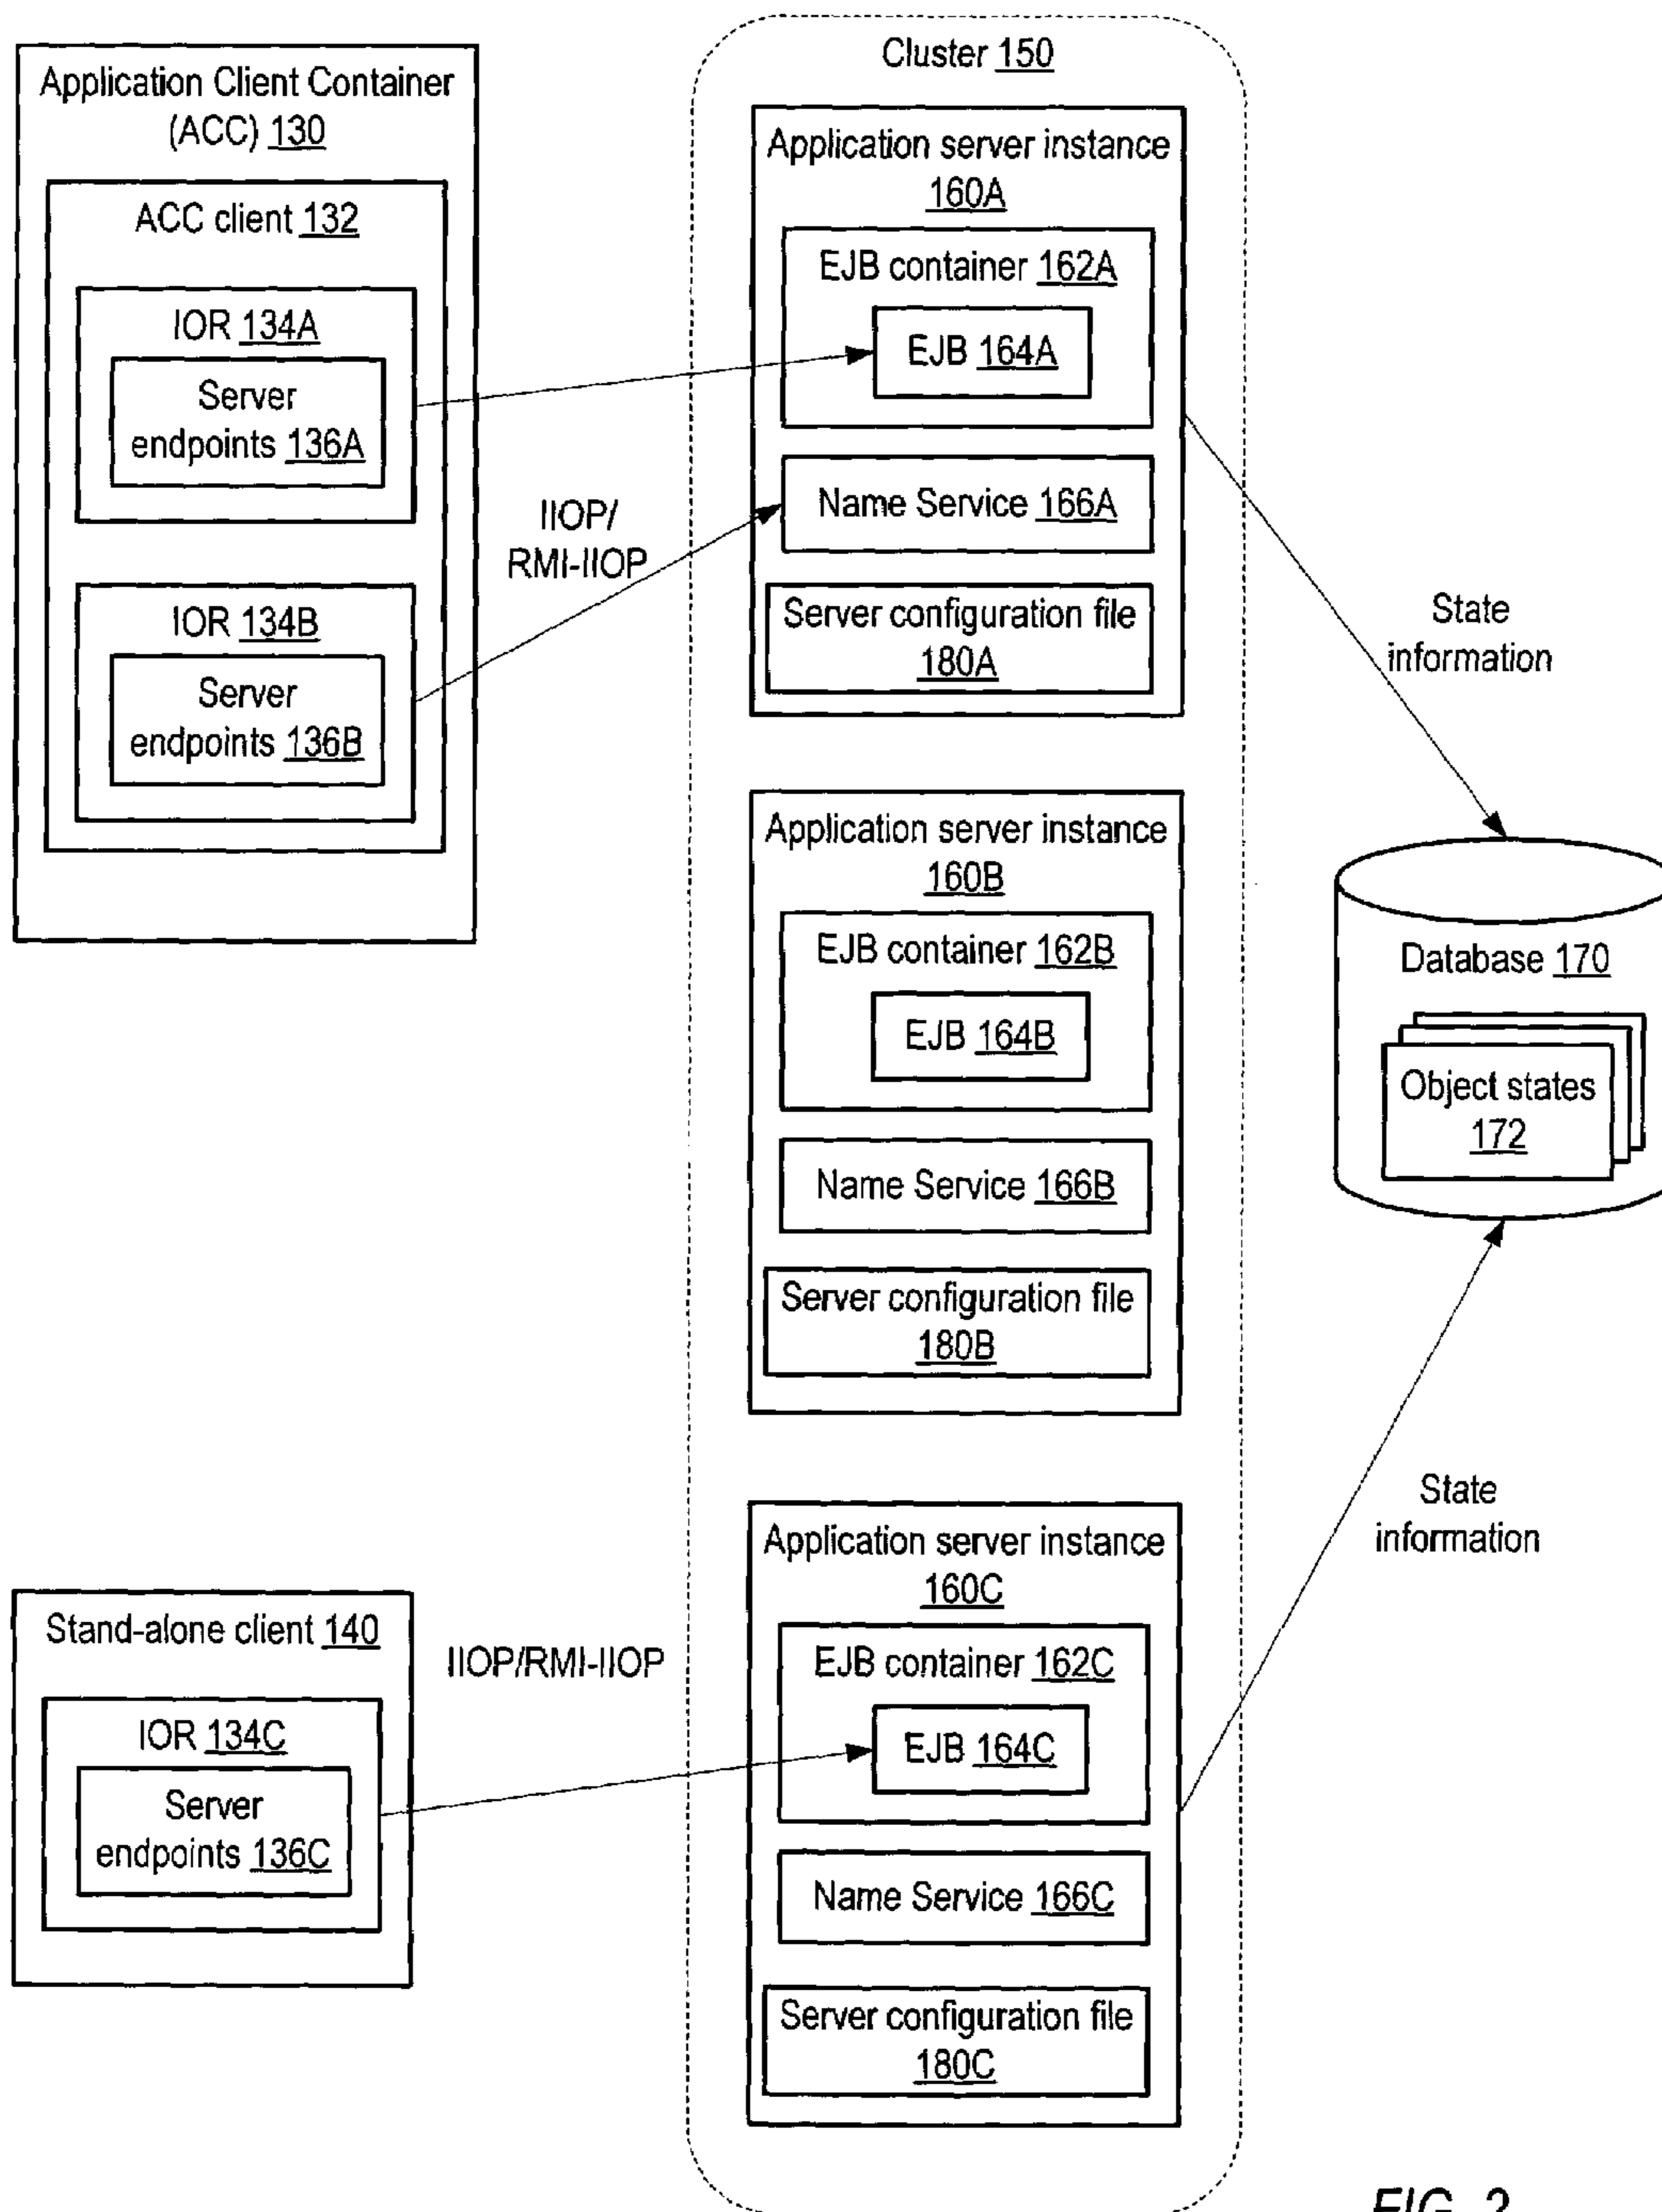 Application Client Container
(ACC) 130
ACC client 132
IOR 134A
Server
endpoints 136A
IOR 134B
Server
endpoints 136B
IIOP/
RMI-IIOP
Stand-alone client 140
IOR 134C
Server
endpoints 136C
IIOP/RMI-IIOP
Cluster 150
Application server instance
160A
EJB container 162A
EJB 164A
Name Service 166A
Server configuration file
180A
Application server instance
160B
EJB container 162B
EJB 164B
Name Service 166B
Server configuration file
180B
Application server instance
160C
EJB container 162C
EJB 164C
Name Service 166C
Server configuration file
180C
State
information
Database 170
Object states
172
State
information
FIG. 2